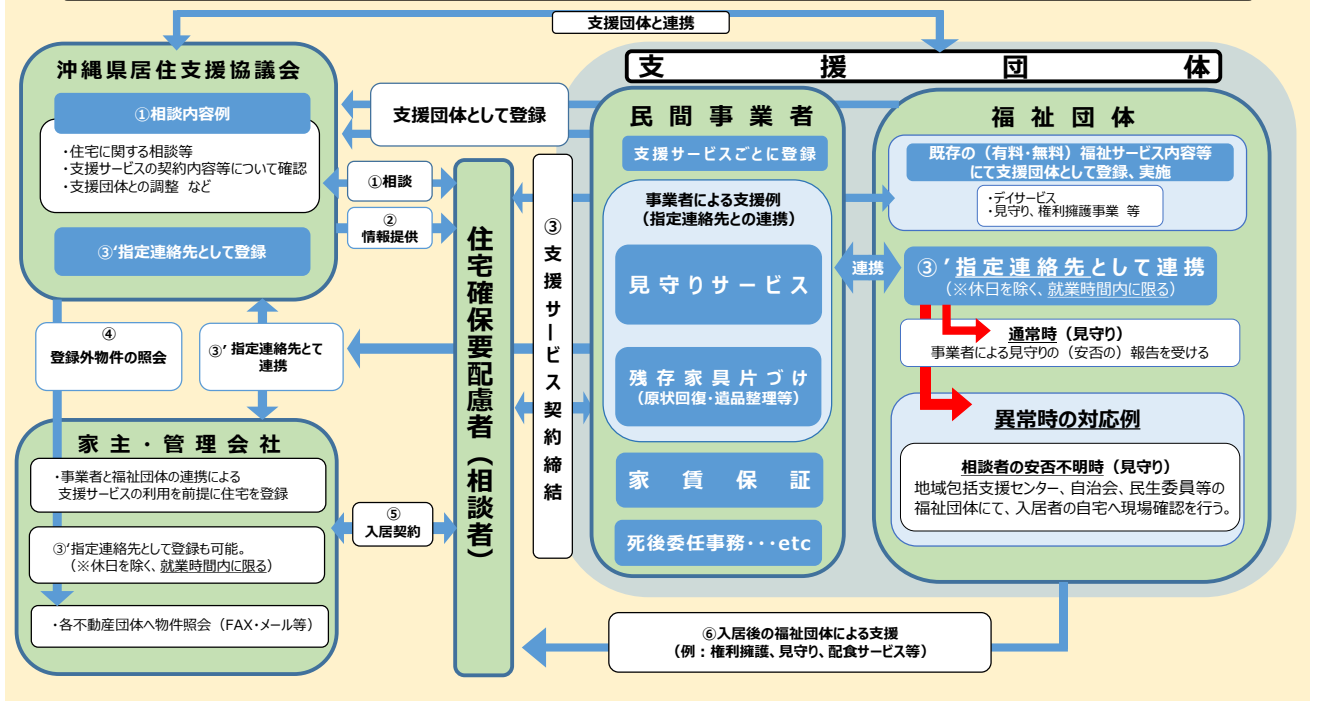 支援団体と連携
沖縄県居住支援協議会
①相談内容例
・住宅に関する相談等
・支援サービスの契約内容等について確認
・支援団体との調整 など
③’指定連絡先として登録
支援団体として登録
①相談
②
情報提供
④
登録外物件の照会
③’ 指定連絡先とて
連携
家主・管理会社
・事業者と福祉団体の連携による
支援サービスの利用を前提に住宅を登録
③’指定連絡先として登録も可能。
（※休日を除く、就業時間内に限る）
・各不動産団体へ物件照会（FAX・メール等）
⑤
入居契約
住宅確保要配慮者（相談者）
③支援サービス契約締結
支援団体
民間事業者
支援サービスごとに登録
事業者による支援例
（指定連絡先との連携）
見守りサービス
残存家具片づけ
（原状回復・遺品整理等）
家賃保証
死後委任事務・・・etc
連携
福祉団体
既存の（有料・無料）福祉サービス内容等
にて支援団体として登録、実施
・デイサービス
・見守り、権利擁護事業 等
③’指定連絡先として連携
（※休日を除く、就業時間内に限る）
通常時（見守り）
事業者による見守りの（安否の）報告を受ける
異常時の対応例
相談者の安否不明時（見守り）
地域包括支援センター、自治会、民生委員等の
福祉団体にて、入居者の自宅へ現場確認を行う。
⑥入居後の福祉団体による支援
（例：権利擁護、見守り、配食サービス等）